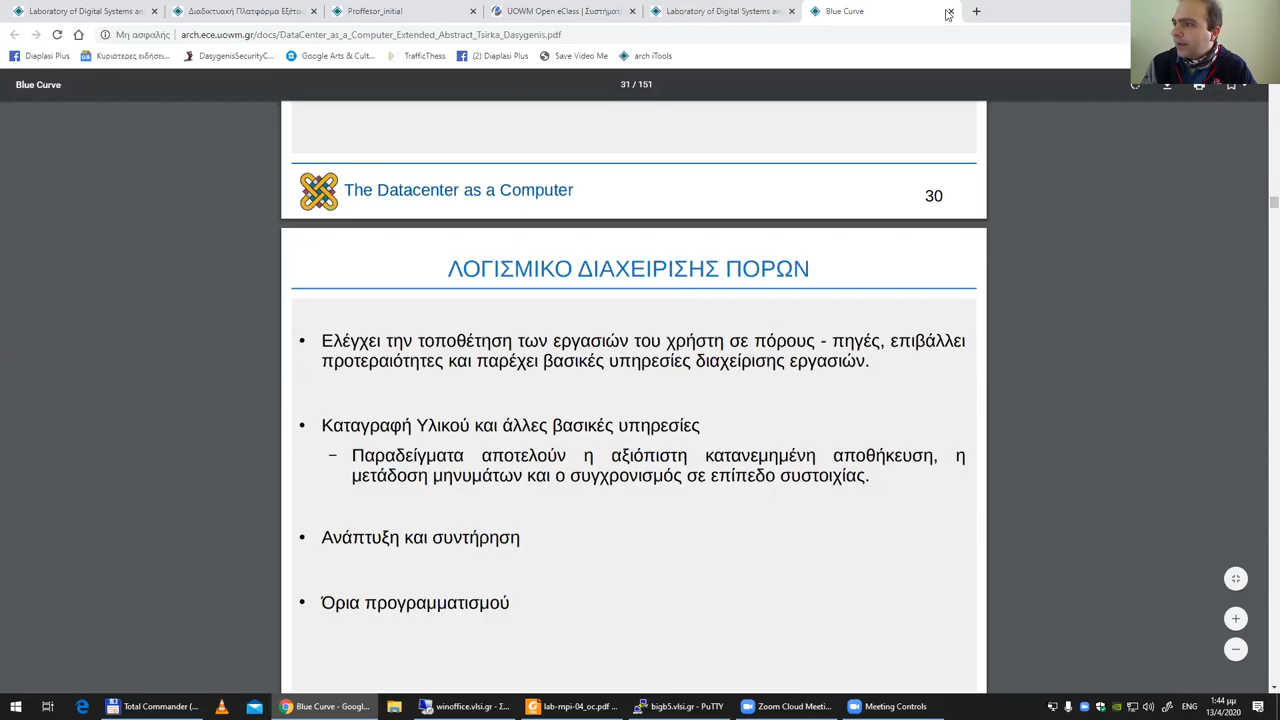 Laboratory of Digital Systems an
Διαδικτυακή Πλατφόρμα Εξέτα
Proffesor_initial
UOWM Open eClass | Συστήματ
Laboratory of Digital Systems an
Blue Curve
Μη ασφαλής
arch.ece.uowm.gr/docs/DataCenter_as_a_Computer_Extended_Abstract_Tsirka_Dasygenis.pdf
Diaplasi Plus
Κυριότερες ειδήσει...
DasygenisSecurityC...
Google Arts & Cult...
TrafficThess
(2) Diaplasi Plus
Save Video Me
arch iTools
Blue Curve
31 / 151
The Datacenter as a Computer
30
ΛΟΓΙΣΜΙΚΟ ΔΙΑΧΕΙΡΙΣΗΣ ΠΟΡΩΝ
• Ελέγχει την τοποθέτηση των εργασιών του χρήστη σε πόρους - πηγές, επιβάλλει
προτεραιότητες και παρέχει βασικές υπηρεσίες διαχείρισης εργασιών.
• Καταγραφή Υλικού και άλλες βασικές υπηρεσίες
− Παραδείγματα αποτελούν η αξιόπιστη κατανεμημένη αποθήκευση, η
μετάδοση μηνυμάτων και ο συγχρονισμός σε επίπεδο συστοιχίας.
• Ανάπτυξη και συντήρηση
• Όρια προγραμματισμού
Total Commander (...
Blue Curve - Googl...
winoffice.vlsi.gr - Σ...
lab-mpi-04_oc.pdf ...
bigb5.vlsi.gr - PuTTY
Zoom Cloud Meeti...
Meeting Controls
ENG
1:44 μμ
13/4/2020